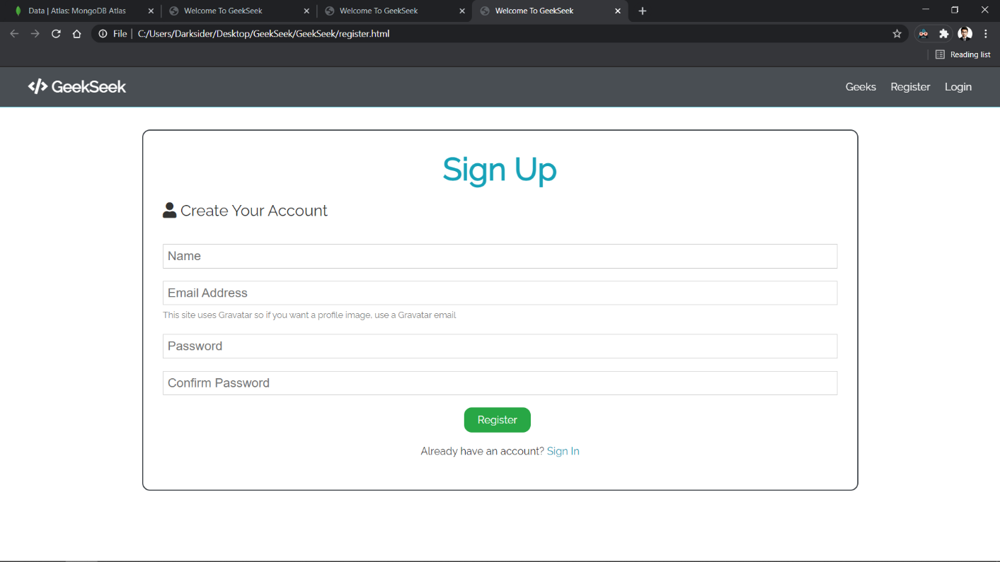 Data | Atlas: MongoDB Atlas
Welcome To GeekSeek
Welcome To GeekSeek
Welcome To GeekSeek
File | C:/Users/Darksider/Desktop/GeekSeek/GeekSeek/register.html
Reading list
</> GeekSeek
Geeks Register Login
Sign Up
Create Your Account
Name
Email Address
This site uses Gravatar so if you want a profile image, use a Gravatar email
Password
Confirm Password
Register
Already have an account? Sign In